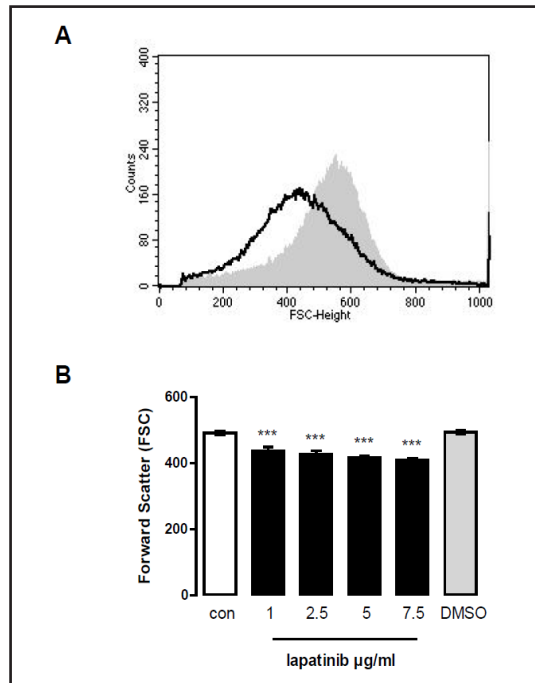 A
400
320
240
160
80
0
Counts
0 200 400 600 800 1000
FSC-Height
B
600
400
200
0
Forward Scatter (FSC)
*** *** *** ***
con 1 2.5 5 7.5 DMSO
lapatinib µg/ml